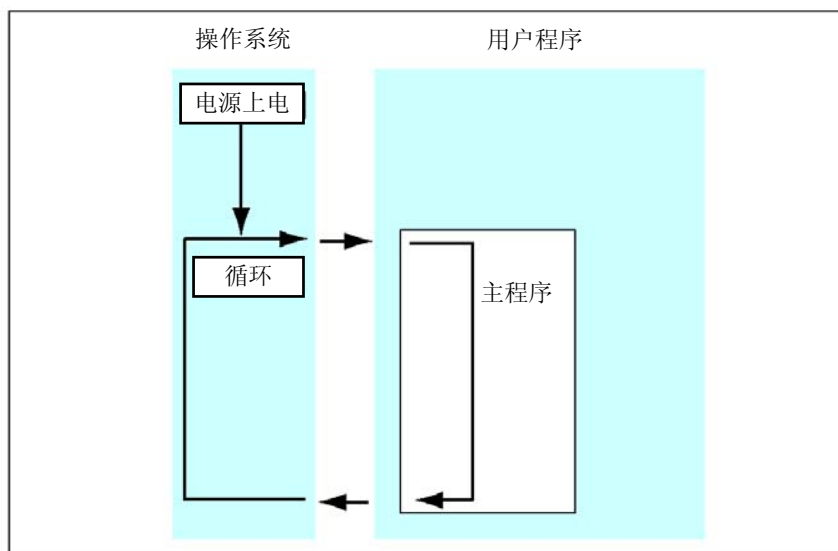 操作系统
用户程序
电源上电
循环
主程序